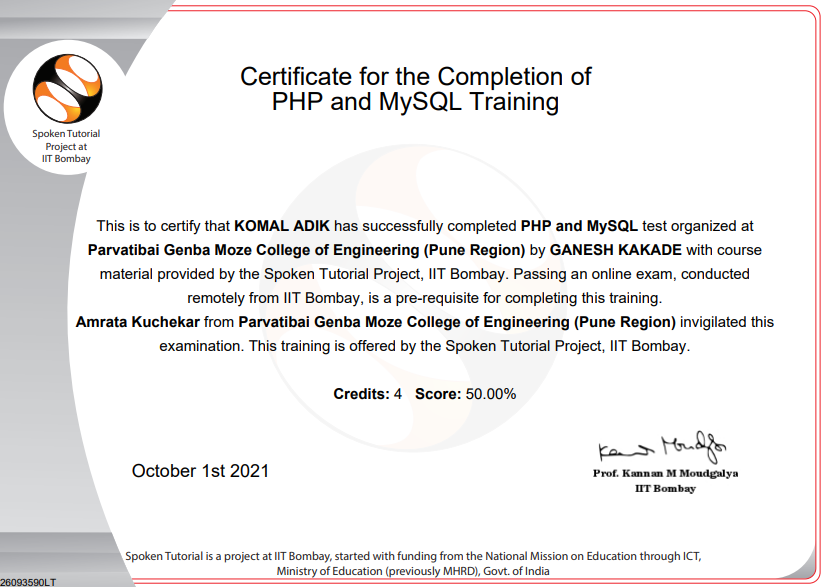 Spoken Tutorial
Project at
IIT Bombay
Certificate for the Completion of
PHP and MySQL Training
This is to certify that KOMAL ADIK has successfully completed PHP and MySQL test organized at
Parvatibai Genba Moze College of Engineering (Pune Region) by GANESH KAKADE with course
material provided by the Spoken Tutorial Project, IIT Bombay. Passing an online exam, conducted
remotely from IIT Bombay, is a pre-requisite for completing this training.
Amrata Kuchekar from Parvatibai Genba Moze College of Engineering (Pune Region) invigilated this
examination. This training is offered by the Spoken Tutorial Project, IIT Bombay.
Credits: 4 Score: 50.00%
October 1st 2021
Prof. Kannan M Moudgalya
IIT Bombay
Spoken Tutorial is a project at IIT Bombay, started with funding from the National Mission on Education through ICT,
Ministry of Education (previously MHRD), Govt. of India
26093590LT